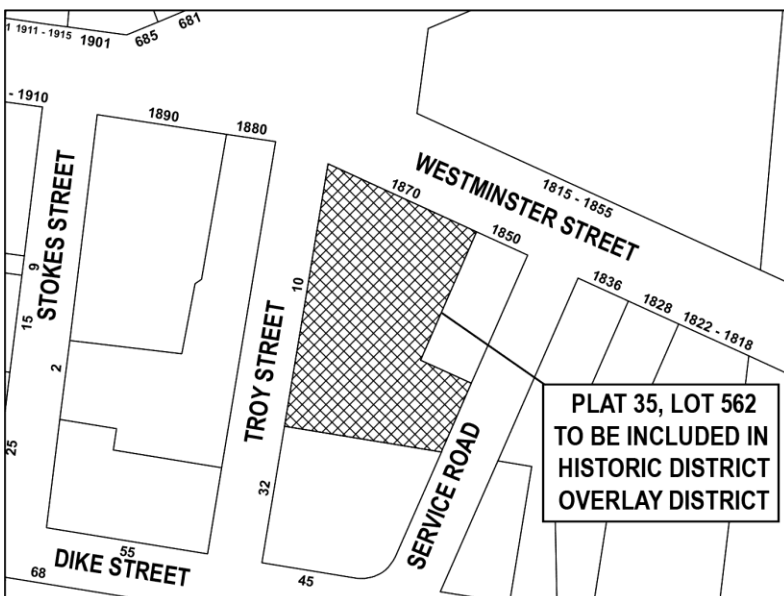 1 1911 - 1915
1901
685
681
- 1910
1890
1880
WESTMINSTER STREET
1870
1815 - 1855
1850
STOKES STREET
9
10
1836
1828
1822 - 1818
15
TROY STREET
2
PLAT 35, LOT 562
TO BE INCLUDED IN
HISTORIC DISTRICT
OVERLAY DISTRICT
25
32
SERVICE ROAD
55
DIKE STREET
45
68